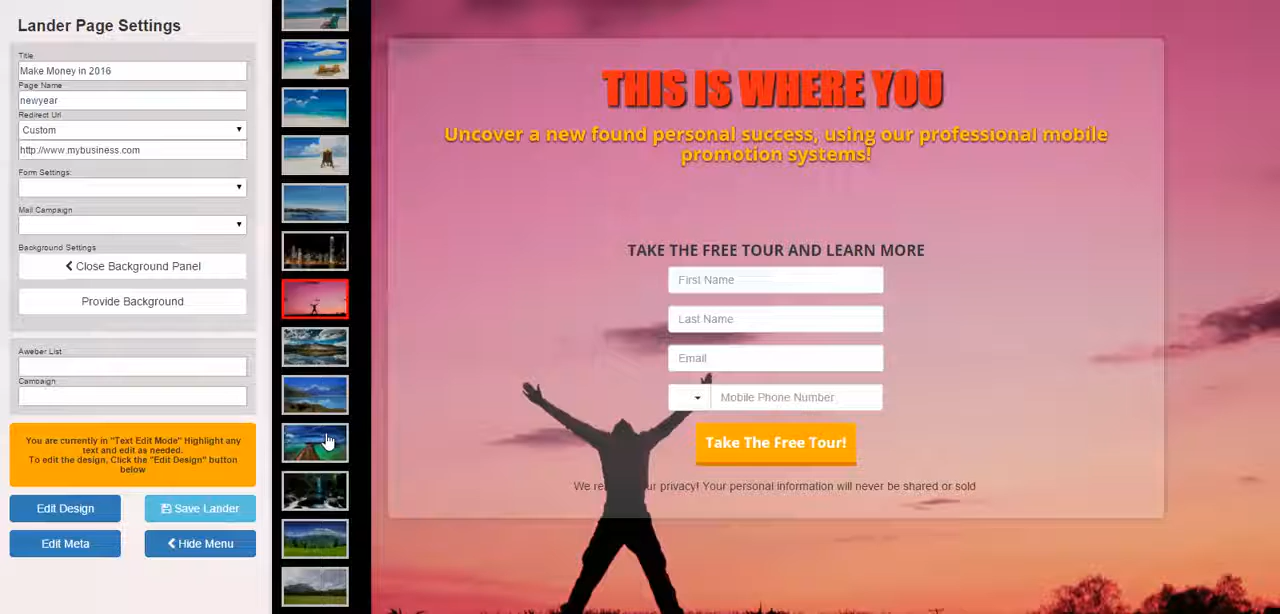 Lander Page Settings
Title
Make Money in 2016
Page Name
newyear
Redirect Url
Custom
http://www.mybusiness.com
Form Settings:
Mail Campaign
Background Settings
Close Background Panel
Provide Background
Aweber List
Campaign
You are currently in "Text Edit Mode" Highlight any
text and edit as needed.
To edit the design, Click the "Edit Design" button
below
Edit Design
Save Lander
Edit Meta
Hide Menu
THIS IS WHERE YOU
Uncover a new found personal success, using our professional mobile
promotion systems!
TAKE THE FREE TOUR AND LEARN MORE
First Name
Last Name
Email
Mobile Phone Number
Take The Free Tour!
We ur privacy! Your personal information will never be shared or sold